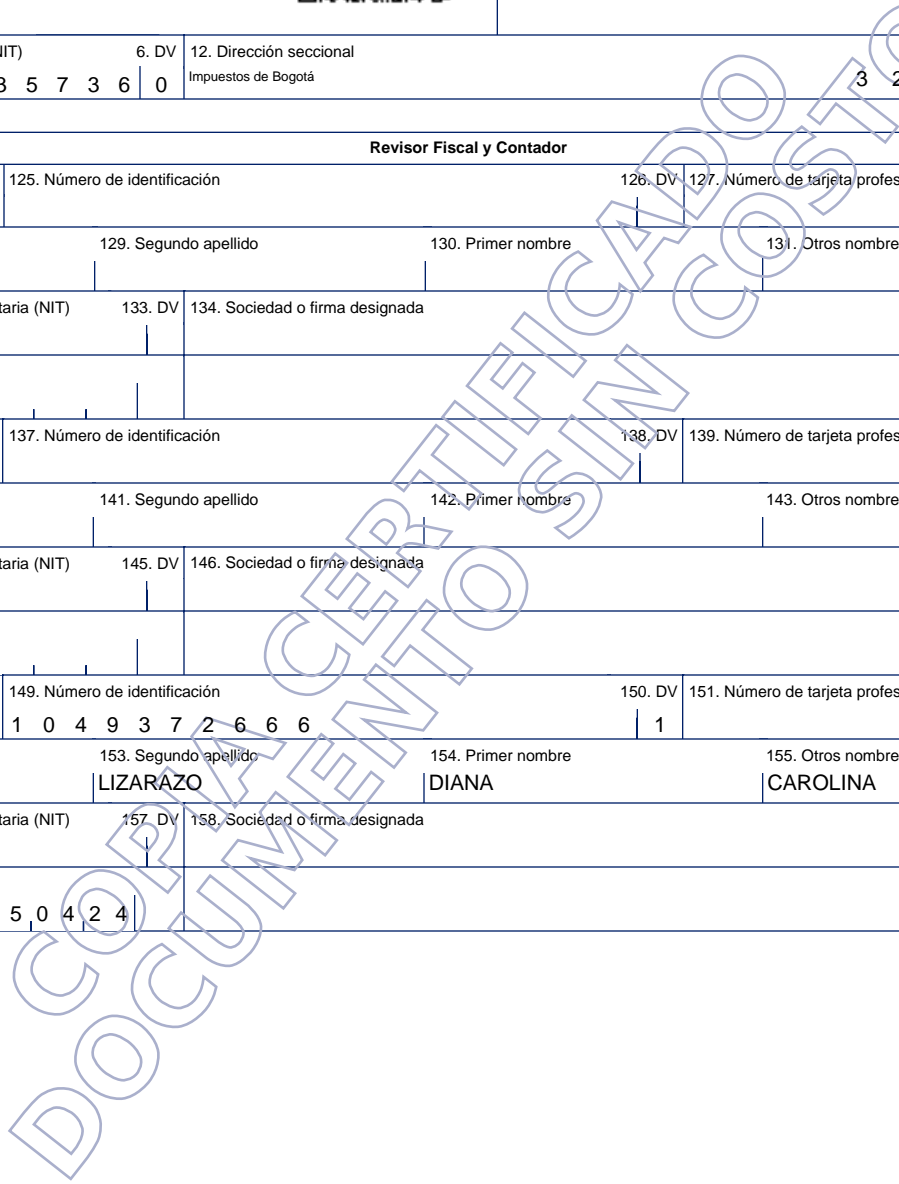 6. DV 12. Dirección seccional
5 7 3 6 0 Impuestos de Bogotá 3 2
Revisor Fiscal y Contador
125. Número de identificación 126. DV 127. Número de tarjeta profes
129. Segundo apellido 130. Primer nombre 131. Otros nombre
taria (NIT) 133. DV 134. Sociedad o firma designada
137. Número de identificación 138. DV 139. Número de tarjeta profes
141. Segundo apellido 142. Primer nombre 143. Otros nombre
taria (NIT) 145. DV 146. Sociedad o firma designada
149. Número de identificación 150. DV 151. Número de tarjeta profes
1 0 4 9 3 7 2 6 6 6 1
153. Segundo apellido 154. Primer nombre 155. Otros nombre
LIZARAZO DIANA CAROLINA
taria (NIT) 157. DV 158. Sociedad o firma designada
5 0 4 2 4
COPIA CERTIFICADO
DOCUMENTO SIN COSTO